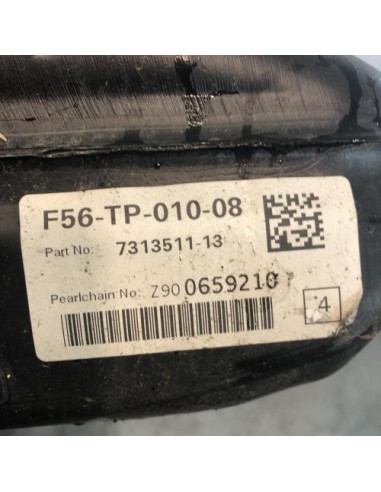 F56-TP-010-08
Part No: 7313511-13
Pearlchain No: Z90 0659210
4